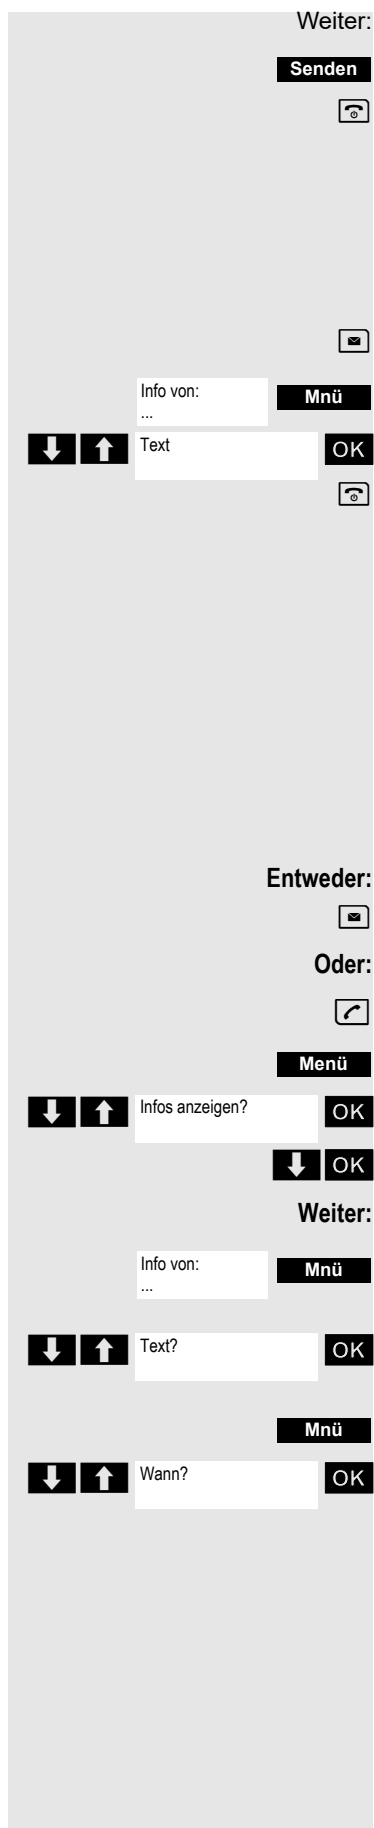 Weiter:
Senden
Info von:
...
Mnü
Text
OK
Entweder:
Oder:
Menü
Infos anzeigen?
OK
OK
Weiter:
Info von:
...
Mnü
Text?
OK
Mnü
Wann?
OK